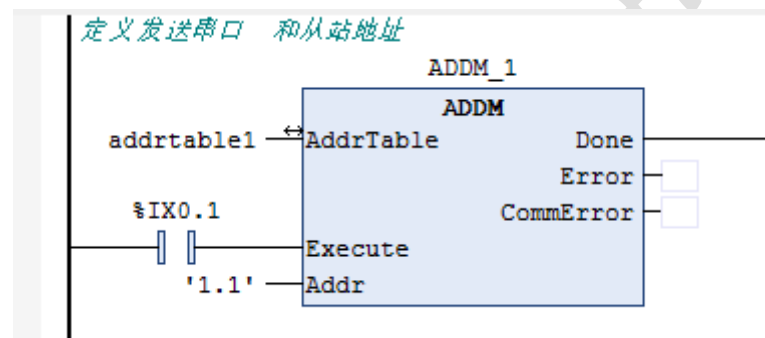 定义发送串口 和从站地址
ADDM_1
ADDM
addrtable1 AddrTable Done
Error
%IX0.1 CommError
Execute
'1.1' Addr